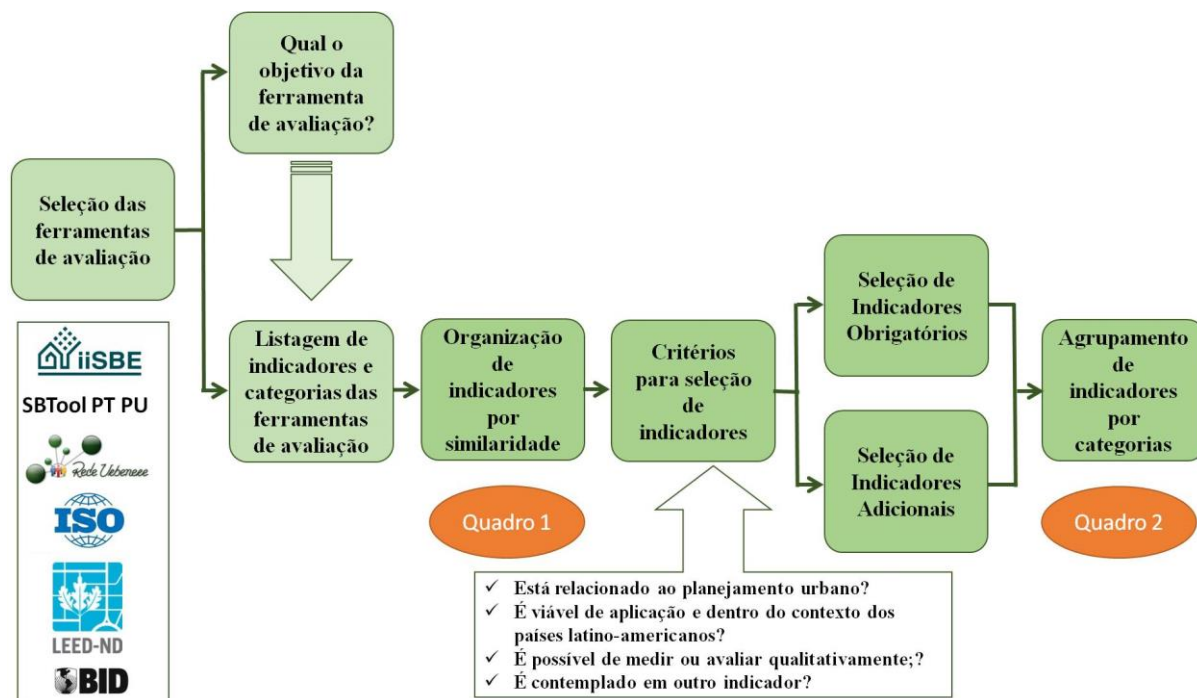 Qual o
objetivo da
ferramenta
de avaliação?
Seleção das
ferramentas
de avaliação
iiSBE
SBTool PT PU
Rede Urbenere
ISO
LEED-ND
BID
Listagem de
indicadores e
categorias das
ferramentas
de avaliação
Organização
de
indicadores
por
similaridade
Quadro 1
Critérios
para seleção
de
indicadores
Seleção de
Indicadores
Obrigatórios
Seleção de
Indicadores
Adicionais
Agrupamento
de
indicadores
por
categorias
Quadro 2
✓ Está relacionado ao planejamento urbano?
✓ É viável de aplicação e dentro do contexto dos
países latino-americanos?
✓ É possível de medir ou avaliar qualitativamente;?
✓ É contemplado em outro indicador?